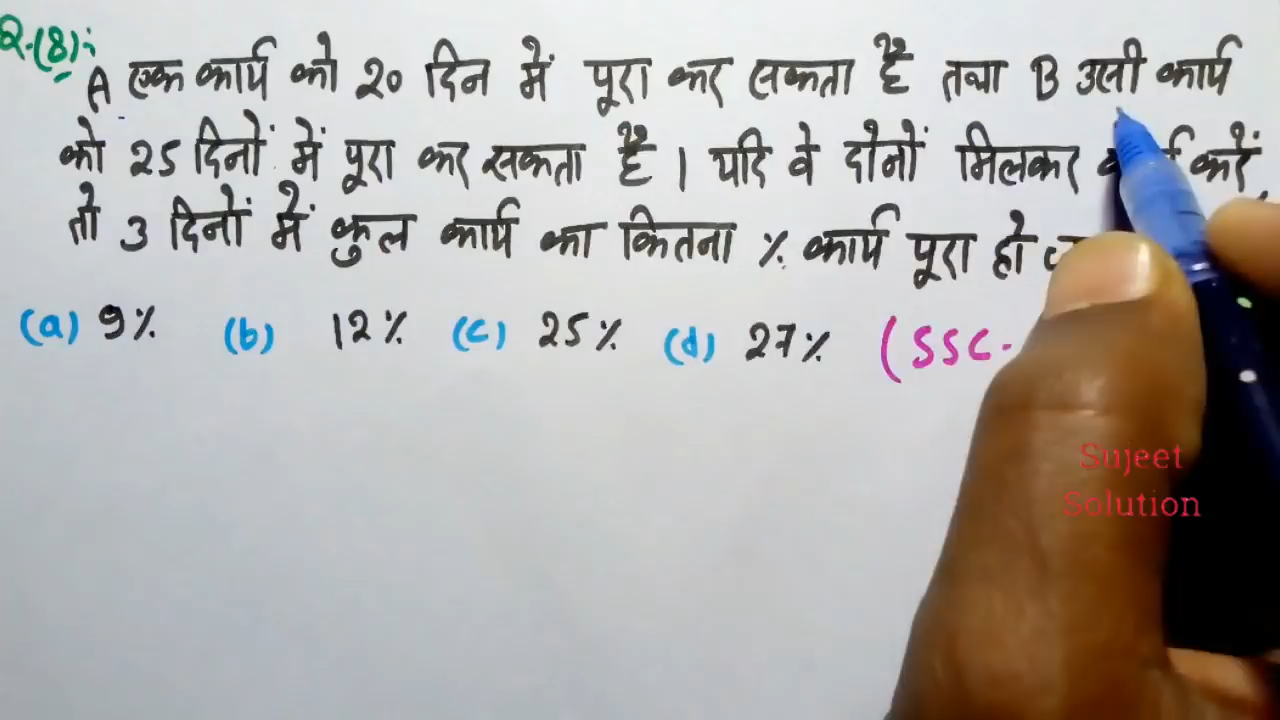 Q.(8):
A एक कार्य को 20 दिन में पूरा कर सकता है तथा B उसी कार्य
को 25 दिनों में पूरा कर सकता है । यदि वे दोनों मिलकर करें,
तो 3 दिनों में कुल कार्य का कितना % कार्य पूरा हो
(a) 9% (b) 12% (c) 25% (d) 27% (SSC-
Sujeet
Solution